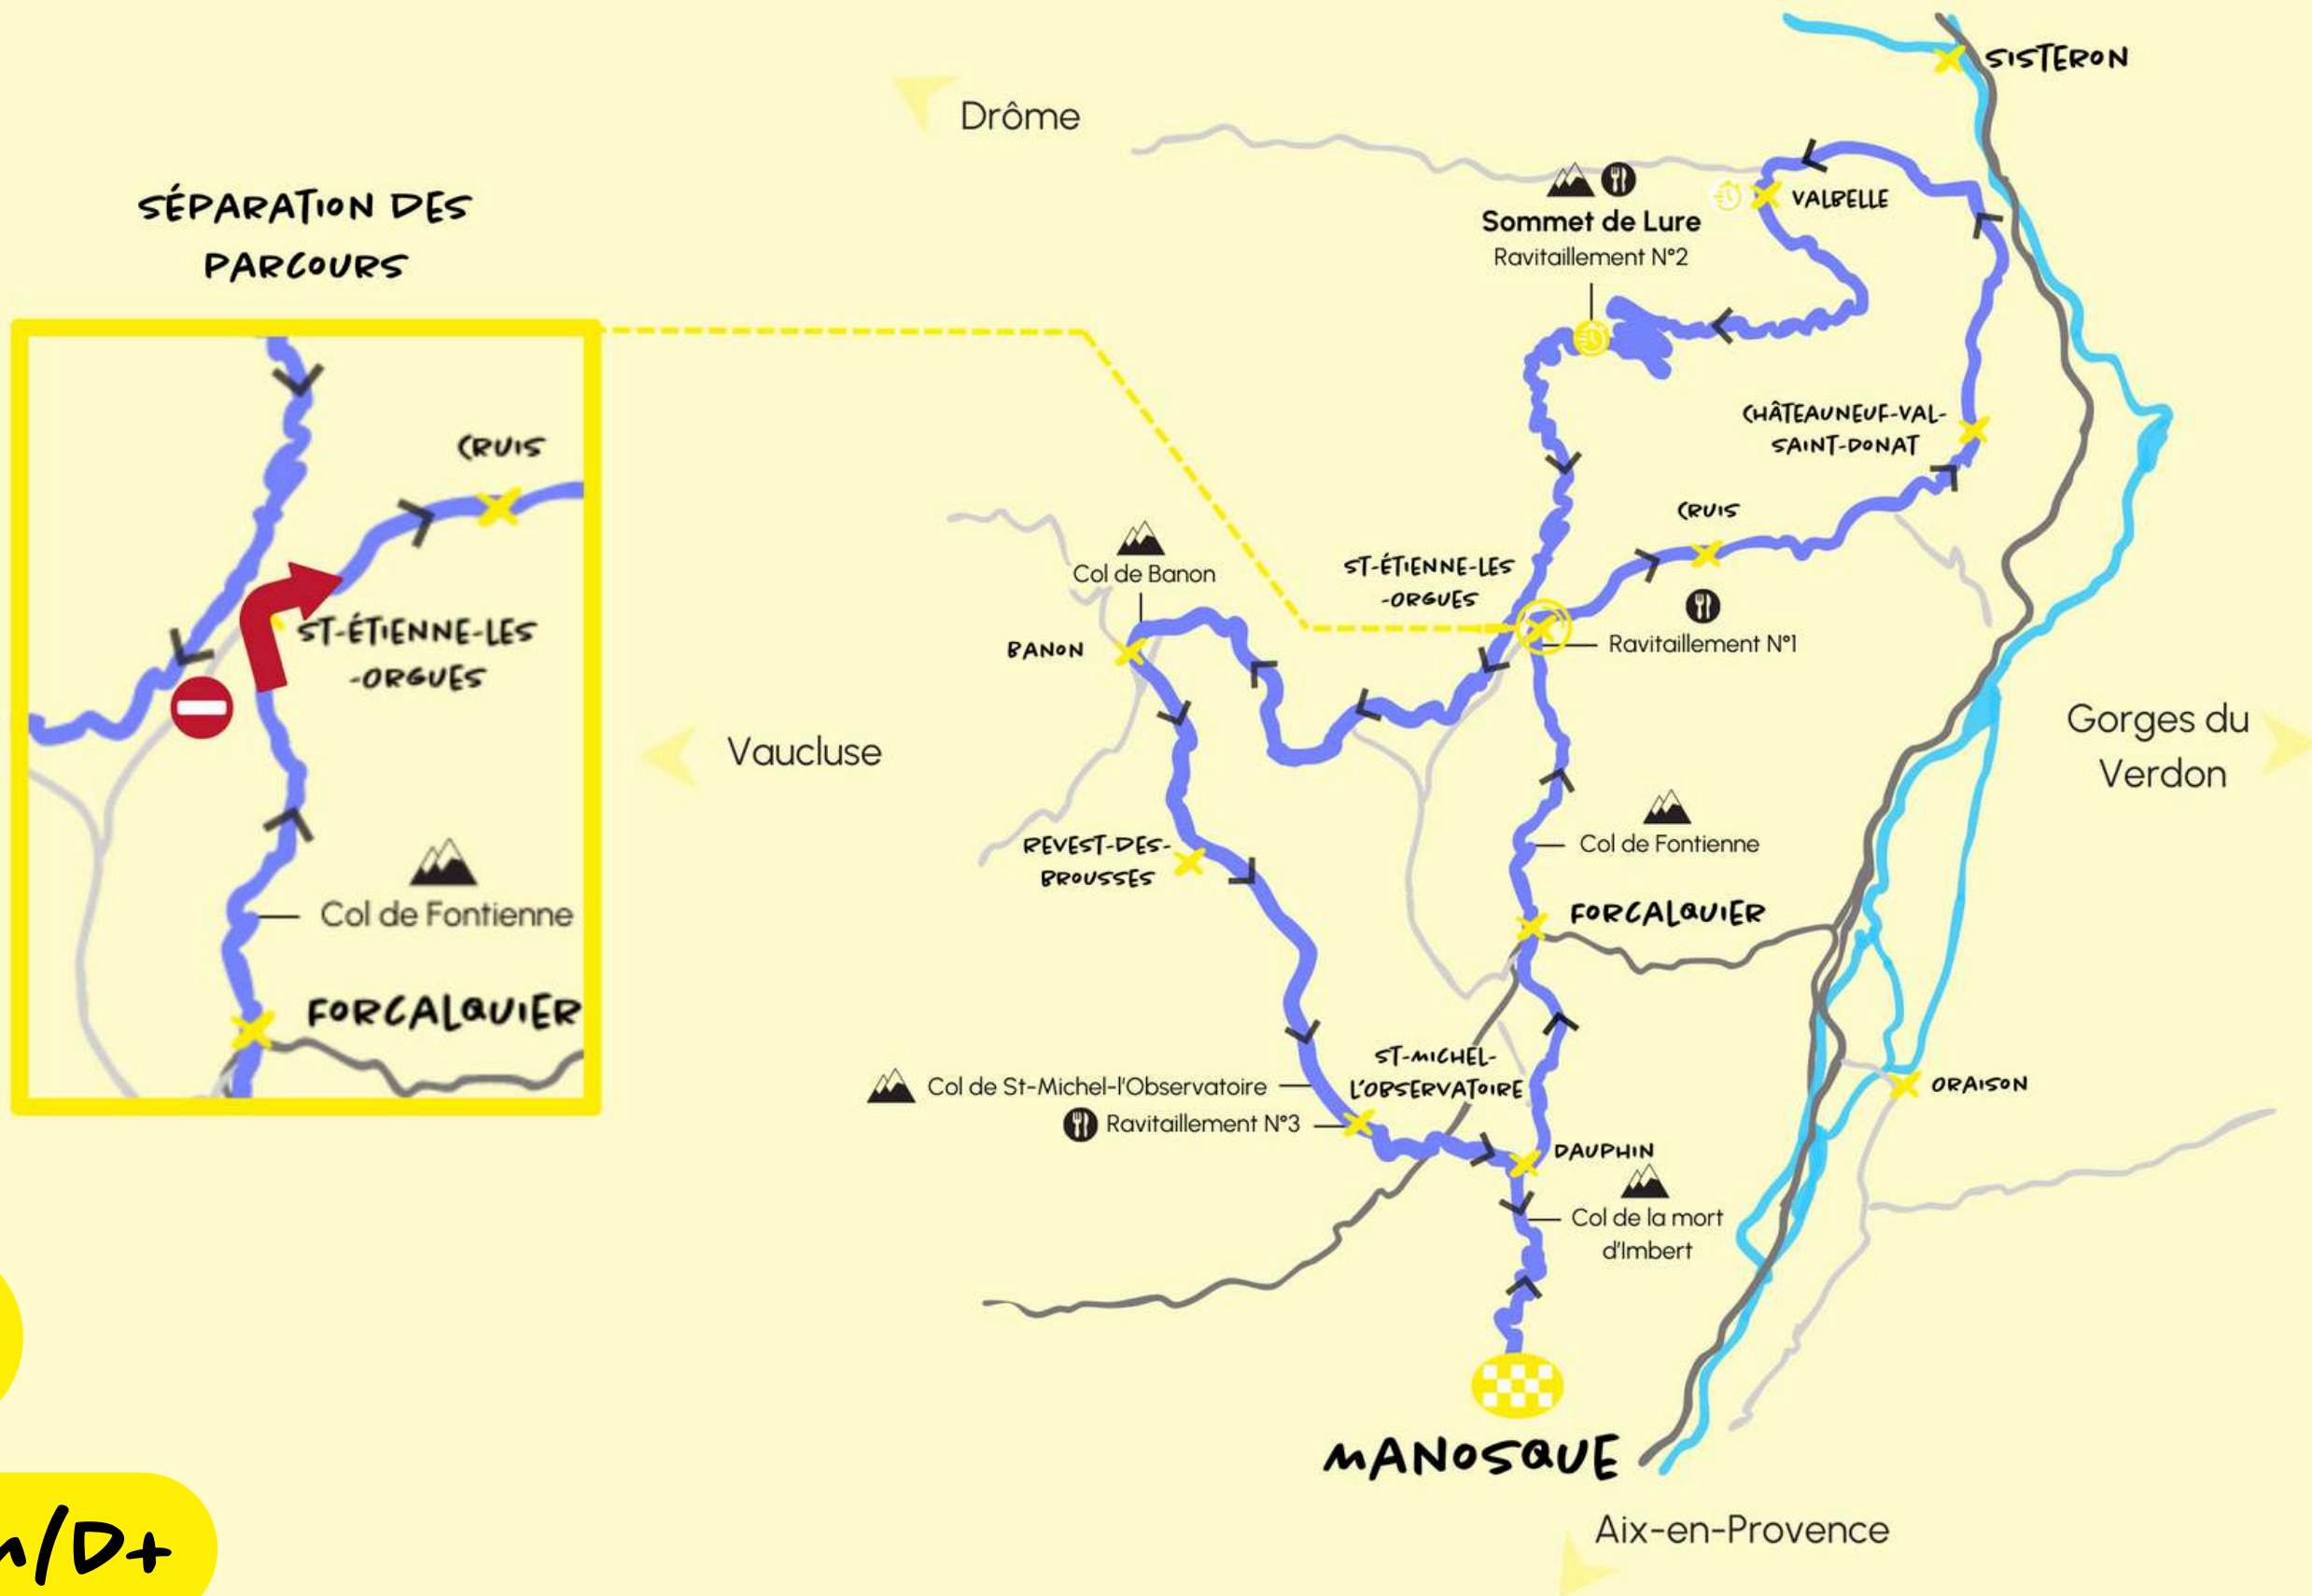 SÉPARATION DES
PARCOURS
CRUIS
ST-ÉTIENNE-LES
-ORGUES
Col de Fontienne
FORCALQUIER
Drôme
SISTERON
VALBELLE
Sommet de Lure
Ravitaillement N°2
CHÂTEAUNEUF-VAL-
SAINT-DONAT
CRUIS
Col de Banon
ST-ÉTIENNE-LES
-ORGUES
BANON
Ravitaillement N°1
Vaucluse
Gorges du
Verdon
REVEST-DES-
BROUSSES
Col de Fontienne
FORCALQUIER
ST-MICHEL-
L'OBSERVATOIRE
Col de St-Michel-l'Observatoire
Ravitaillement N°3
ORAISON
DAUPHIN
Col de la mort
d'Imbert
MANOSQUE
Aix-en-Provence
/D+